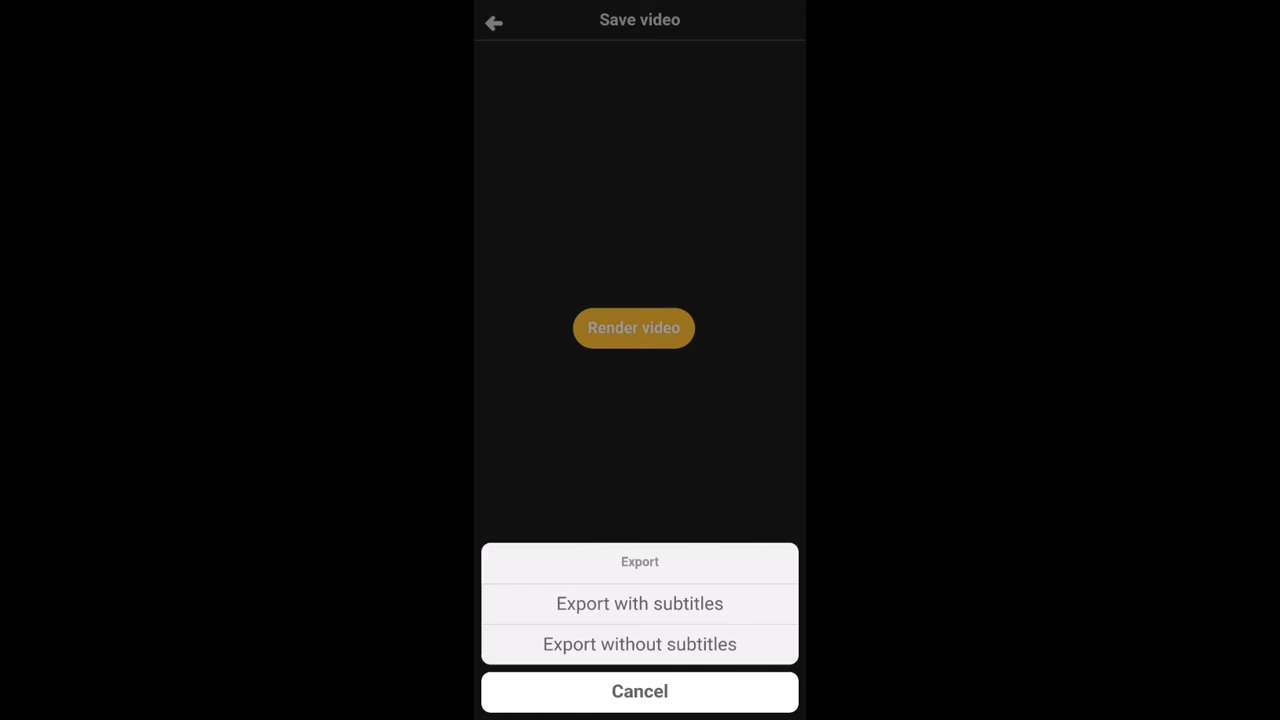 Save video
Render video
Export
Export with subtitles
Export without subtitles
Cancel